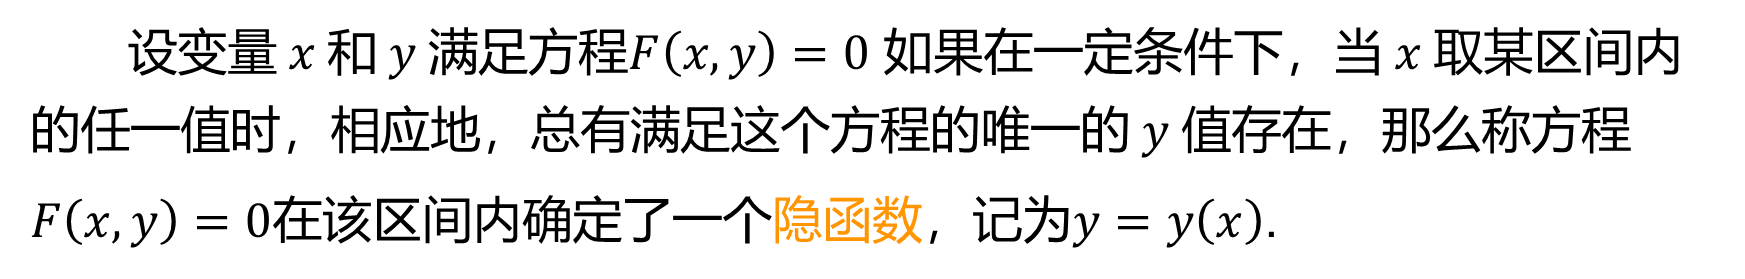 设变量 x 和 y 满足方程F(x, y) = 0 如果在一定条件下，当 x 取某区间内
的任一值时，相应地，总有满足这个方程的唯一的 y 值存在，那么称方程
F(x, y) = 0在该区间内确定了一个隐函数，记为y = y(x).